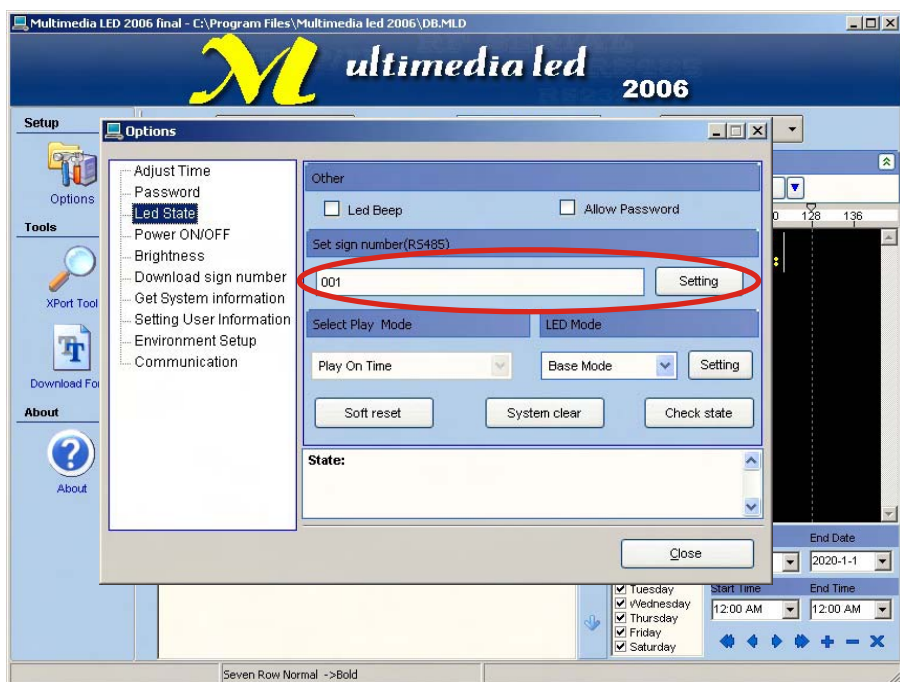 Multimedia LED 2006 final - C:\Program Files\Multimedia led 2006\DB.MLD
Multimedia led
2006
Setup
Options
Tools
XPort Tool
Download Fo
About
About
Options
Adjust Time
Password
Led State
Power ON/OFF
Brightness
Download sign number
Get System information
Setting User Information
Environment Setup
Communication
Other
Led Beep
Allow Password
Set sign number(RS485)
001
Setting
Select Play Mode
LED Mode
Play On Time
Base Mode
Setting
Soft reset
System clear
Check state
State:
Close
128 136
End Date
2020-1-1
Tuesday
Wednesday
Thursday
Friday
Saturday
Start Time
End Time
12:00 AM
12:00 AM
Seven Row Normal ->Bold